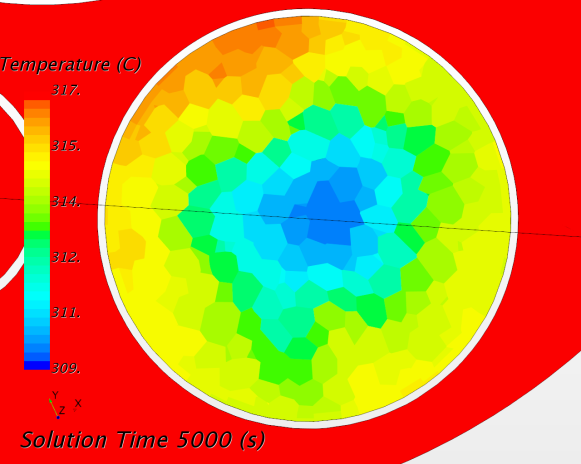 Temperature (C)
317.
315.
314.
312.
311.
309.
Y
Z X
Solution Time 5000 (s)